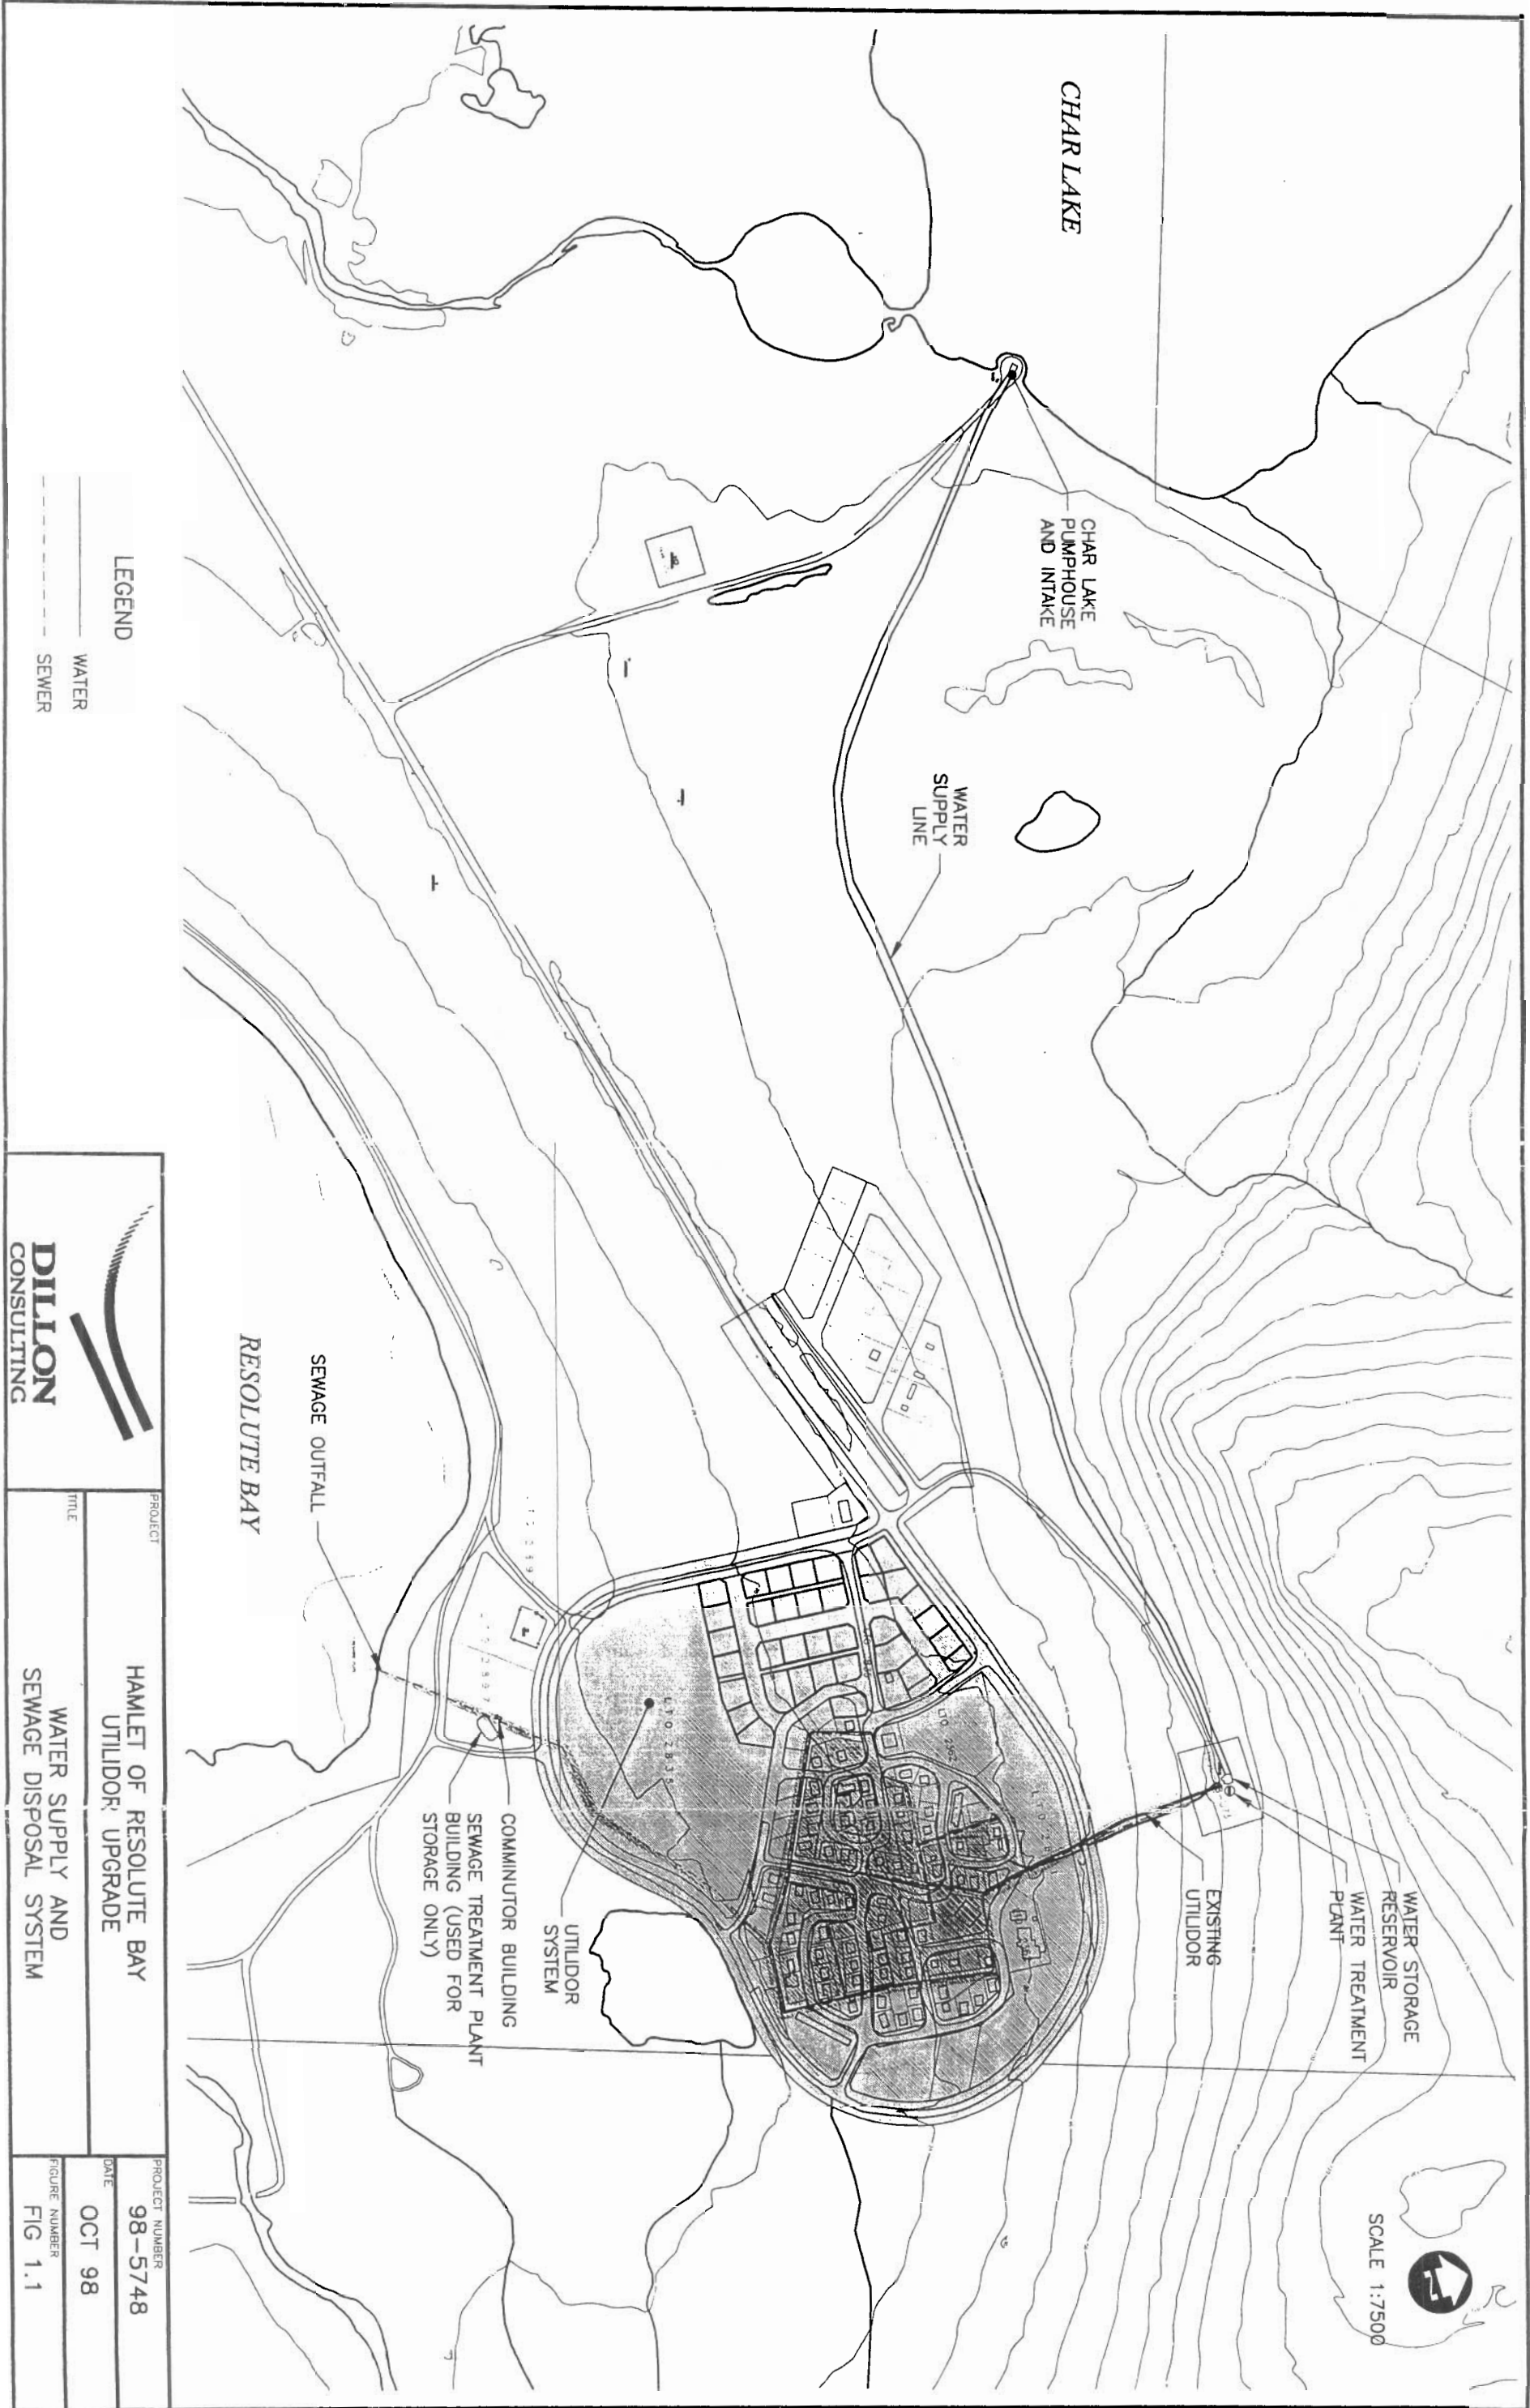 CHAR LAKE
CHAR LAKE
PUMPHOUSE
AND INTAKE
WATER
SUPPLY
LINE
WATER STORAGE
RESERVOIR
WATER TREATMENT
PLANT
EXISTING
UTILIDOR
SCALE 1:7500
UTILIDOR
SYSTEM
COMMINUTOR BUILDING
SEWAGE TREATMENT PLANT
BUILDING (USED FOR
STORAGE ONLY)
SEWAGE OUTFALL
RESOLUTE BAY
LEGEND
WATER
SEWER
DILLON
CONSULTING
PROJECT
HAMLET OF RESOLUTE BAY
UTILIDOR UPGRADE
TITLE
WATER SUPPLY AND
SEWAGE DISPOSAL SYSTEM
PROJECT NUMBER
98-5748
DATE
OCT 98
FIGURE NUMBER
FIG 1.1